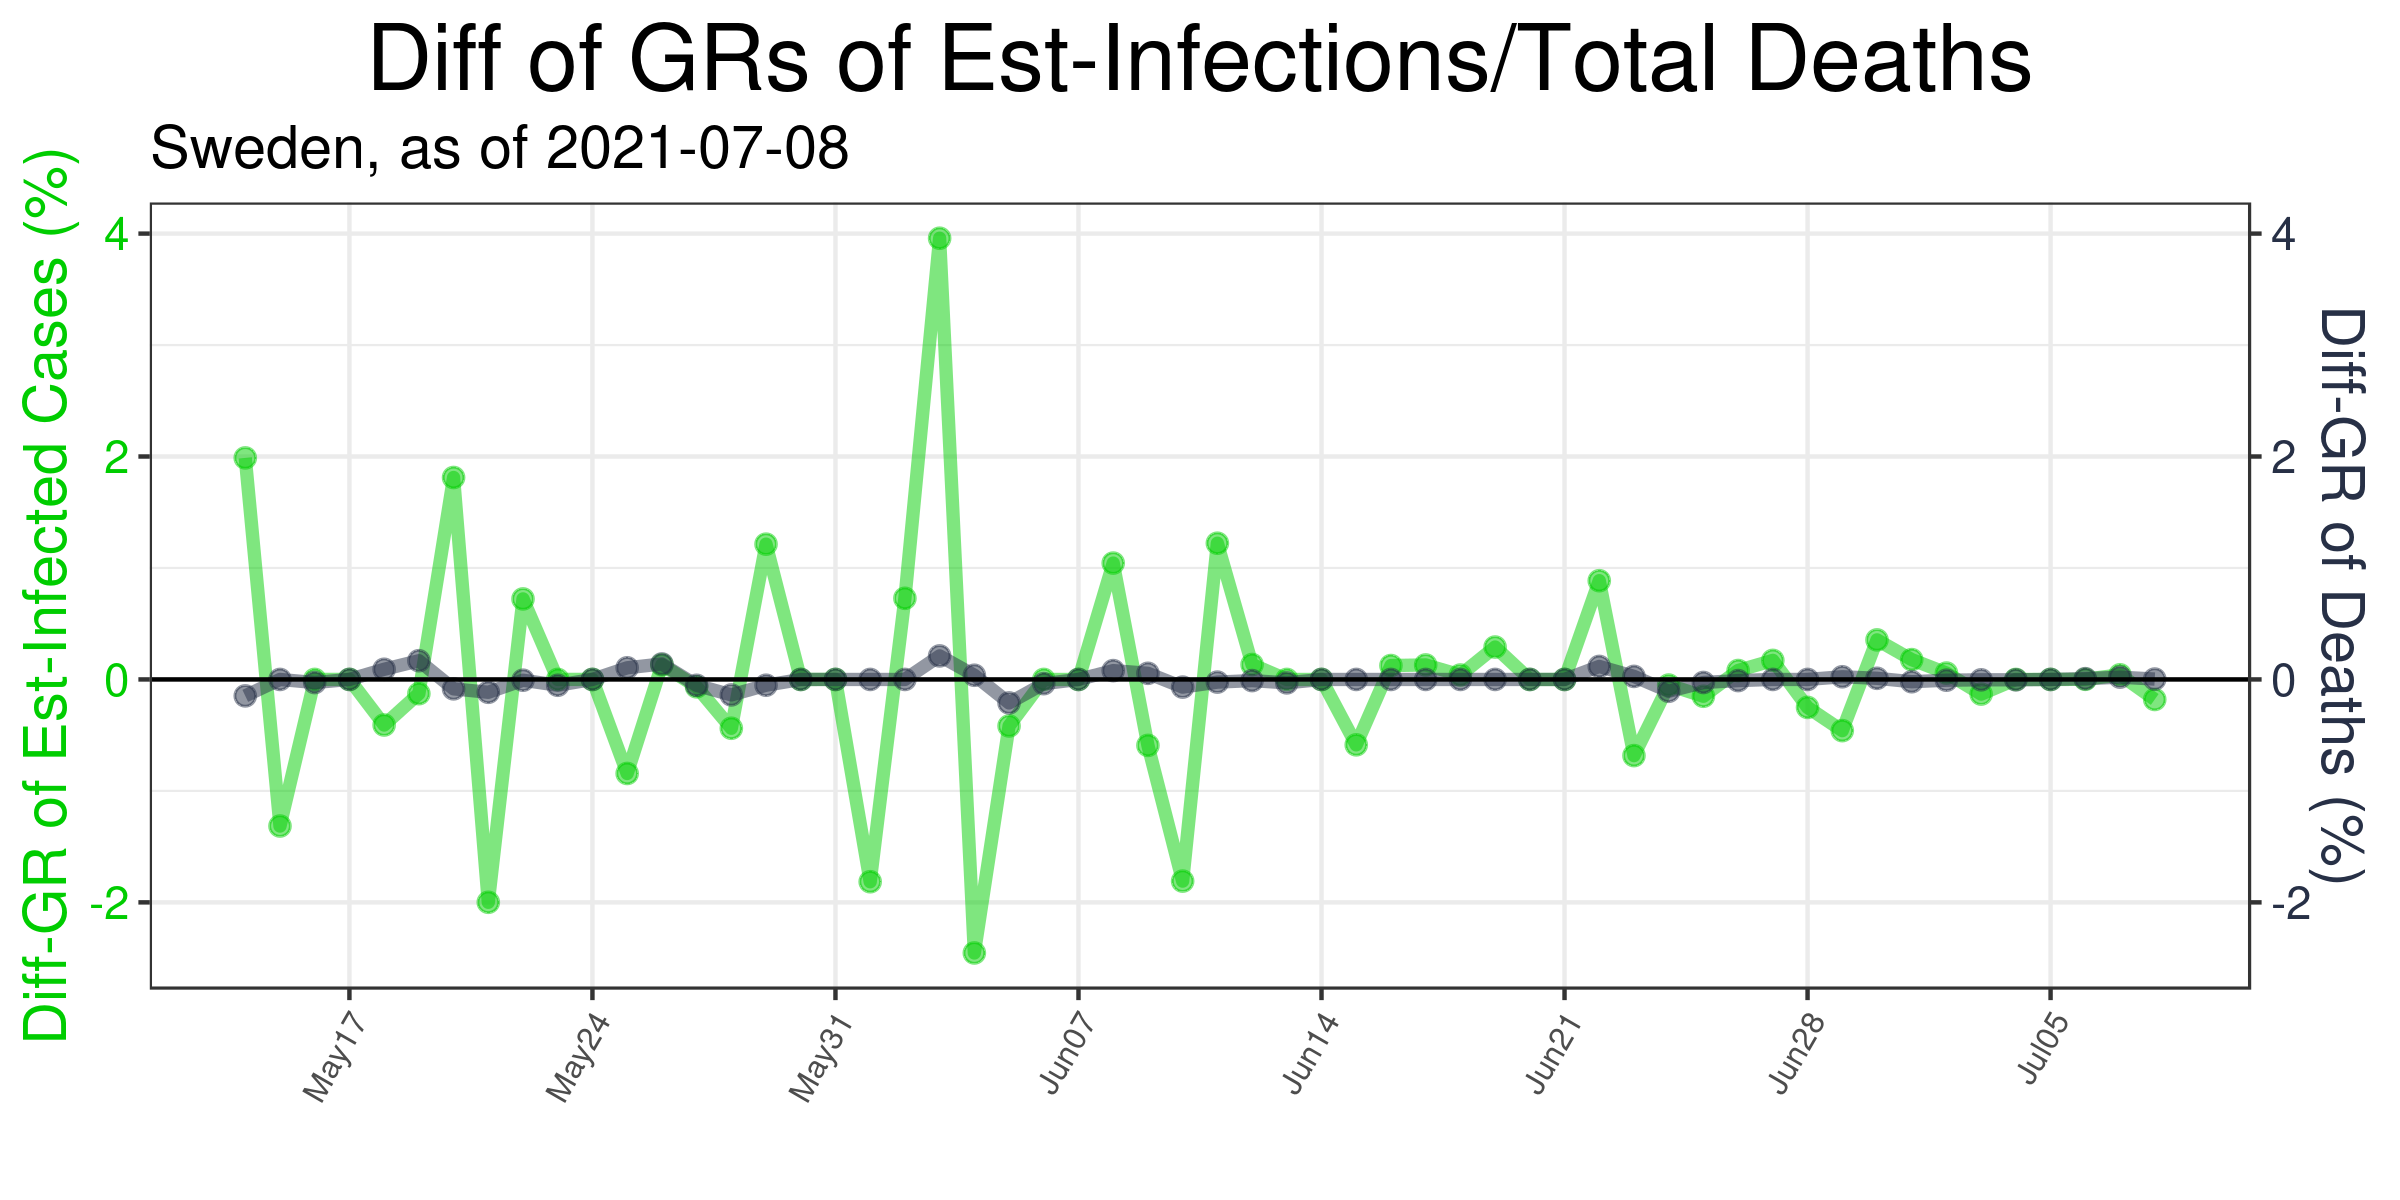 Diff of GRs of Est-Infections/Total Deaths
Sweden, as of 2021-07-08
Diff-GR of Est-Infected Cases (%)
4
2
0
-2
4
2
0
-2
Diff-GR of Deaths (%)
May17
May24
May31
Jun07
Jun14
Jun21
Jun28
Jul05